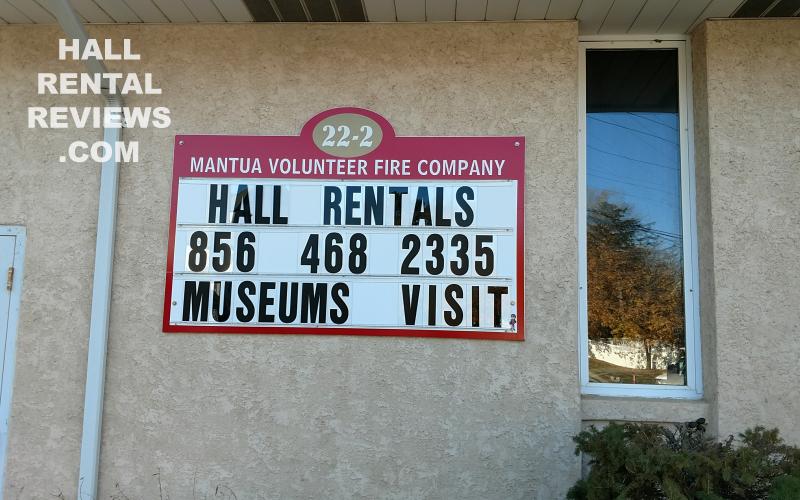 HALL
RENTAL
REVIEWS
.COM
22-2
MANTUA VOLUNTEER FIRE COMPANY
HALL RENTALS
856 468 2335
MUSEUMS VISIT